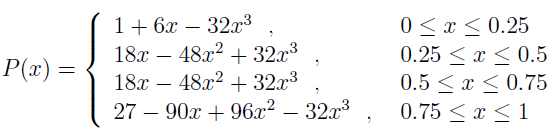 1 + 6x − 32x³ , 0 ≤ x ≤ 0.25
18x − 48x² + 32x³ , 0.25 ≤ x ≤ 0.5
P(x) = { 18x − 48x² + 32x³ , 0.5 ≤ x ≤ 0.75
27 − 90x + 96x² − 32x³ , 0.75 ≤ x ≤ 1